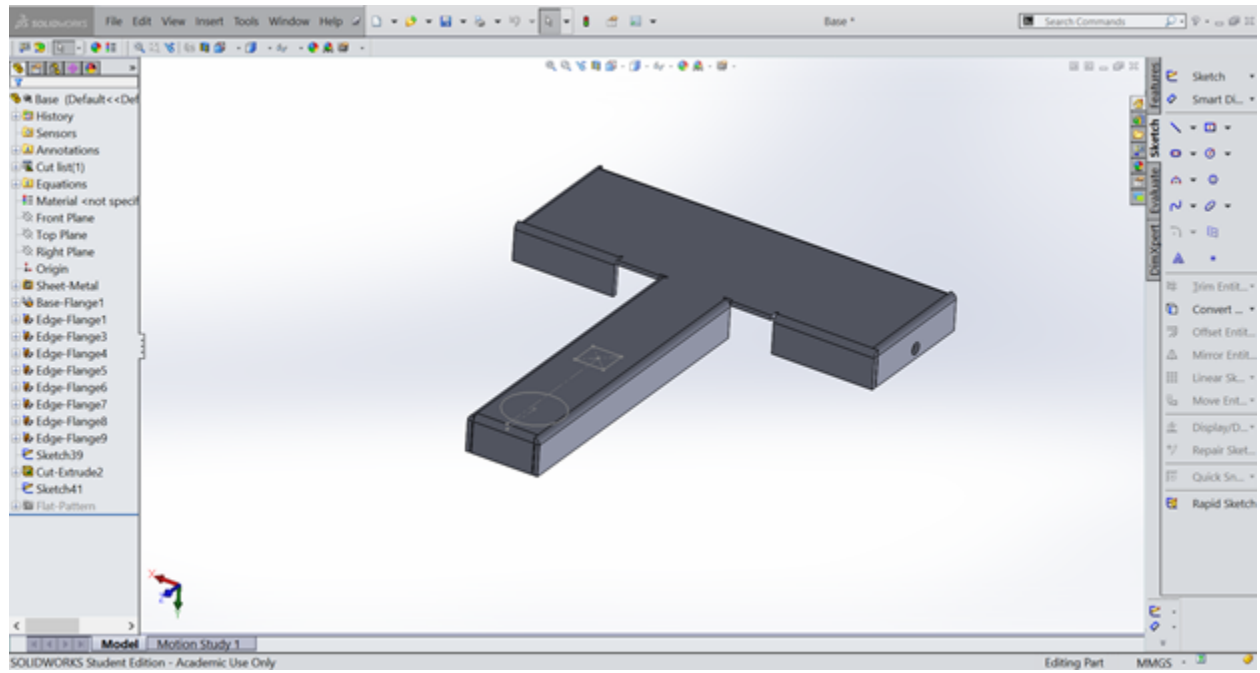 SOLIDWORKS File Edit View Insert Tools Window Help Base * Search Commands
Base (Default<<Def
History
Sensors
Annotations
Cut list(1)
Equations
Material <not specif
Front Plane
Top Plane
Right Plane
Origin
Sheet-Metal
Base-Flange1
Edge-Flange1
Edge-Flange3
Edge-Flange4
Edge-Flange5
Edge-Flange6
Edge-Flange7
Edge-Flange8
Edge-Flange9
Sketch39
Cut-Extrude2
Sketch41
Flat-Pattern
Features
Sketch
Evaluate
DimXpert
Sketch
Smart Di...
Trim Entit...
Convert ...
Offset Entit...
Mirror Entit...
Linear Sk...
Move Ent...
Display/D...
Repair Sket...
Quick Sn...
Rapid Sketch
X
Model Motion Study 1
SOLIDWORKS Student Edition - Academic Use Only Editing Part MMGS